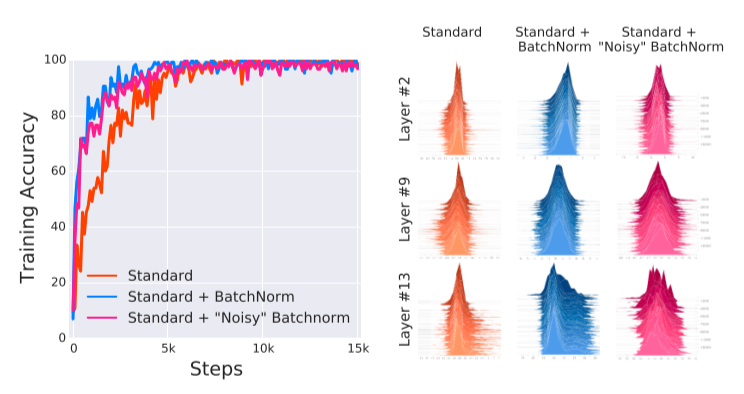 Standard
Standard +
BatchNorm
Standard +
"Noisy" BatchNorm
100
80
60
40
20
0
Training Accuracy
Standard
Standard + BatchNorm
Standard + "Noisy" Batchnorm
0
5k
10k
15k
Steps
Layer #2
Layer #9
Layer #13